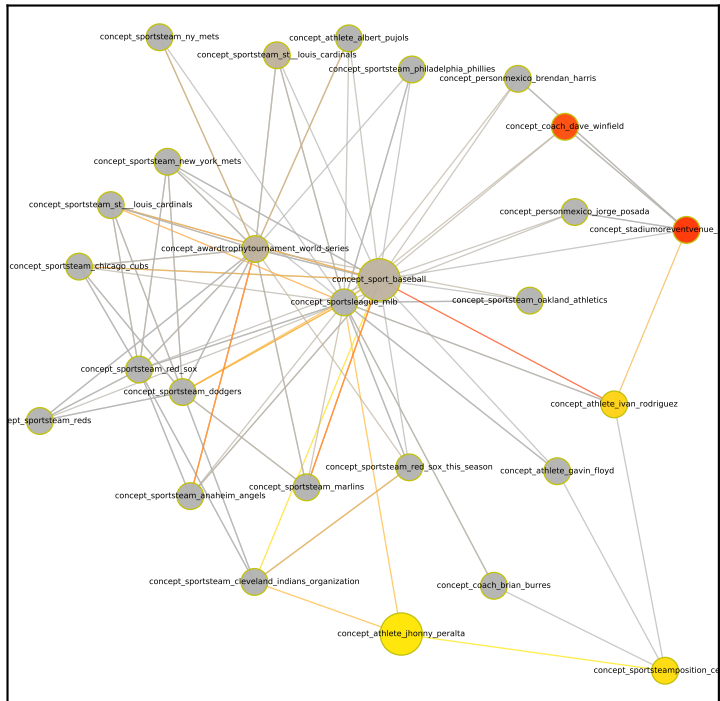 concept_sportsteam_ny_mets
concept_athlete_albert_pujols
concept_sportsteam_st__louis_cardinals
concept_sportsteam_philadelphia_phillies
concept_personmexico_brendan_harris
concept_coach_dave_winfield
concept_sportsteam_new_york_mets
concept_sportsteam_st___louis_cardinals
concept_personmexico_jorge_posada
concept_stadiumoreventvenue_
concept_awardtrophytournament_world_series
concept_sportsteam_chicago_cubs
concept_sport_baseball
concept_sportsleague_mlb
concept_sportsteam_oakland_athletics
concept_sportsteam_red_sox
concept_sportsteam_dodgers
concept_athlete_ivan_rodriguez
ept_sportsteam_reds
concept_sportsteam_red_sox_this_season
concept_athlete_gavin_floyd
concept_sportsteam_anaheim_angels
concept_sportsteam_marlins
concept_sportsteam_cleveland_indians_organization
concept_coach_brian_burres
concept_athlete_jhonny_peralta
concept_sportsteamposition_ce